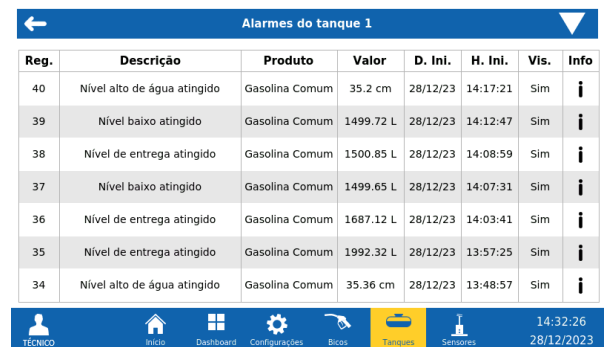 Alarmes do tanque 1
Reg. Descrição Produto Valor D. Ini. H. Ini. Vis. Info
40 Nível alto de água atingido Gasolina Comum 35.2 cm 28/12/23 14:17:21 Sim
39 Nível baixo atingido Gasolina Comum 1499.72 L 28/12/23 14:12:47 Sim
38 Nível de entrega atingido Gasolina Comum 1500.85 L 28/12/23 14:08:59 Sim
37 Nível baixo atingido Gasolina Comum 1499.65 L 28/12/23 14:07:31 Sim
36 Nível de entrega atingido Gasolina Comum 1687.12 L 28/12/23 14:03:41 Sim
35 Nível de entrega atingido Gasolina Comum 1992.32 L 28/12/23 13:57:25 Sim
34 Nível alto de água atingido Gasolina Comum 35.36 cm 28/12/23 13:48:57 Sim
14:32:26
TÉCNICO Início Dashboard Configurações Bicos Tanques Sensores 28/12/2023